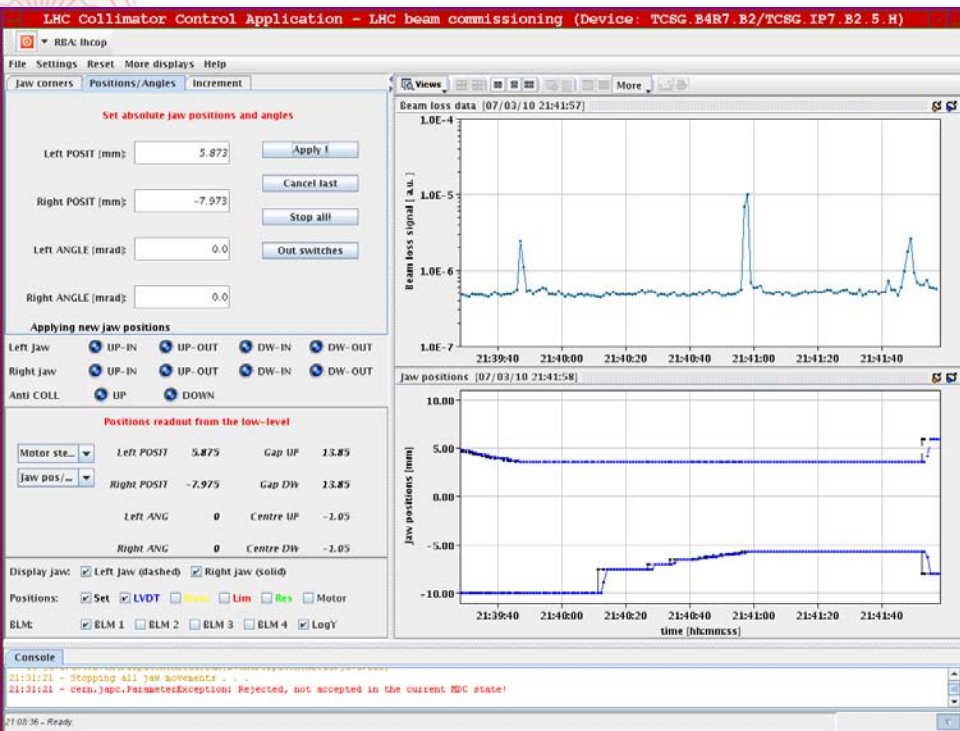 LHC Collimator Control Application - LHC beam commissioning (Device: TCSG.B4R7.B2/TCSG.IP7.B2.5.H)
RBA: lhcop
File Settings Reset More displays Help
Jaw corners Positions/Angles Increment
Set absolute jaw positions and angles
Left POSIT [mm]: 5.873 Apply !
Cancel last
Right POSIT [mm]: -7.973
Stop all!
Left ANGLE [mrad]: 0.0 Out switches
Right ANGLE [mrad]: 0.0
Applying new jaw positions
Left Jaw UP-IN UP-OUT DW-IN DW-OUT
Right jaw UP-IN UP-OUT DW-IN DW-OUT
Anti COLL UP DOWN
Positions readout from the low-level
Motor ste... Left POSIT 5.875 Gap UP 13.85
Jaw pos/... Right POSIT -7.975 Gap DW 13.85
Left ANG 0 Centre UP -1.05
Right ANG 0 Centre DW -1.05
Display jaw: Left Jaw (dashed) Right jaw (solid)
Positions: Set LVDT Lim Res Motor
BLM: BLM 1 BLM 2 BLM 3 BLM 4 LogY
Views More
Beam loss data [07/03/10 21:41:57]
Beam loss signal [ a.u. ]
1.0E-4
1.0E-5
1.0E-6
1.0E-7
21:39:40 21:40:00 21:40:20 21:40:40 21:41:00 21:41:20 21:41:40
Jaw positions [07/03/10 21:41:58]
Jaw positions [mm]
10.00
5.00
0.00
-5.00
-10.00
21:39:40 21:40:00 21:40:20 21:40:40 21:41:00 21:41:20 21:41:40
time [hh:mm:ss]
Console
21:31:21 - Stopping all jaw movements . . .
21:31:21 - cern.japc.ParameterException: Rejected, not accepted in the current MDC state!
21:08:36 - Ready.